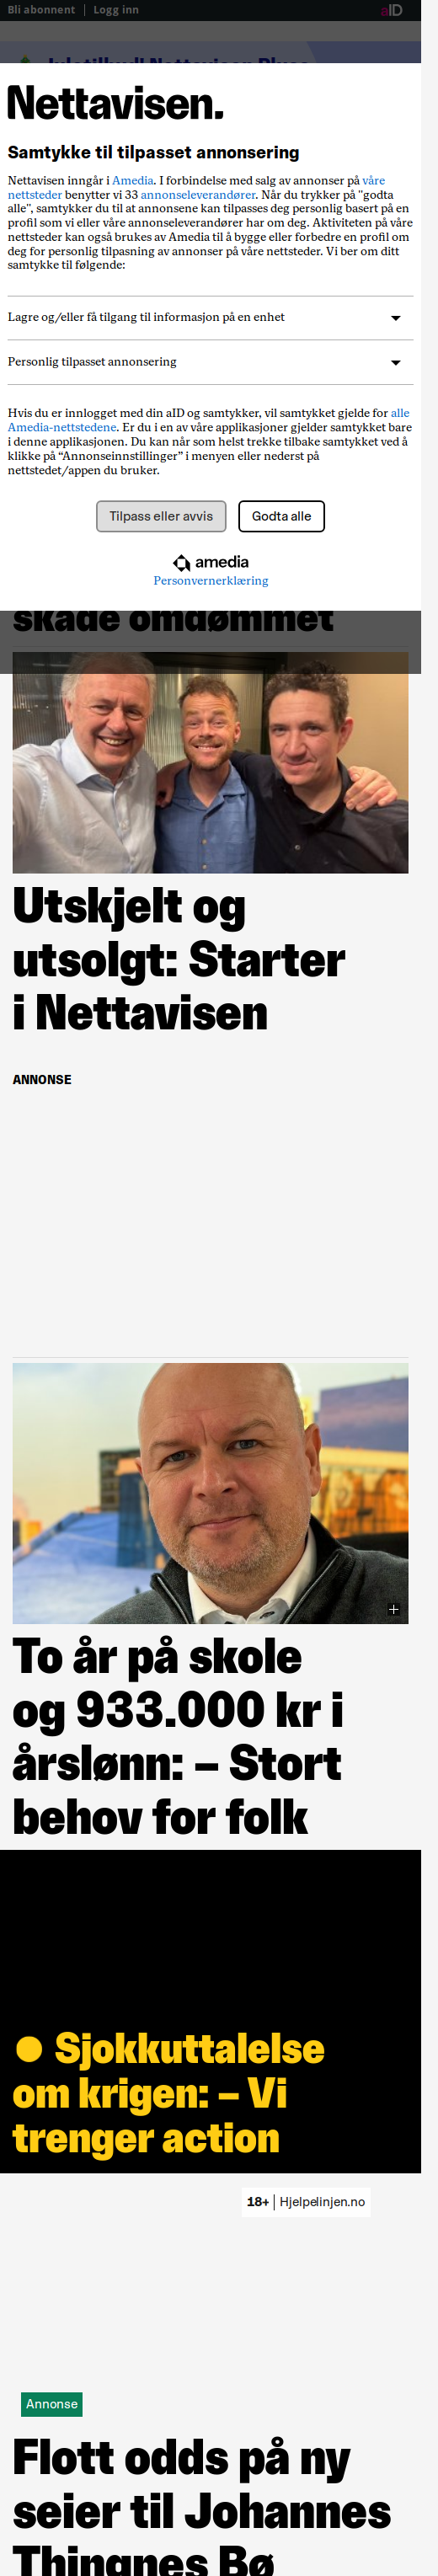 Bli abonnent
Logg inn
aID
Nettavisen.
Samtykke til tilpasset annonsering
Nettavisen inngår i Amedia. I forbindelse med salg av annonser på våre
nettsteder benytter vi 33 annonseleverandører. Når du trykker på "godta
alle", samtykker du til at annonsene kan tilpasses deg personlig basert på en
profil som vi eller våre annonseleverandører har om deg. Aktiviteten på våre
nettsteder kan også brukes av Amedia til å bygge eller forbedre en profil om
deg for personlig tilpasning av annonser på våre nettsteder. Vi ber om ditt
samtykke til følgende:
Lagre og/eller få tilgang til informasjon på en enhet
Personlig tilpasset annonsering
Hvis du er innlogget med din aID og samtykker, vil samtykket gjelde for alle
Amedia-nettstedene. Er du i en av våre applikasjoner gjelder samtykket bare
i denne applikasjonen. Du kan når som helst trekke tilbake samtykket ved å
klikke på “Annonseinnstillinger” i menyen eller nederst på
nettstedet/appen du bruker.
Tilpass eller avvis
Godta alle
amedia
Personvernerklæring
skade omdømmet
Utskjelt og
utsolgt: Starter
i Nettavisen
ANNONSE
To år på skole
og 933.000 kr i
årslønn: – Stort
behov for folk
● Sjokkuttalelse
om krigen: – Vi
trenger action
18+ | Hjelpelinjen.no
Annonse
Flott odds på ny
seier til Johannes
Thingnes Bø